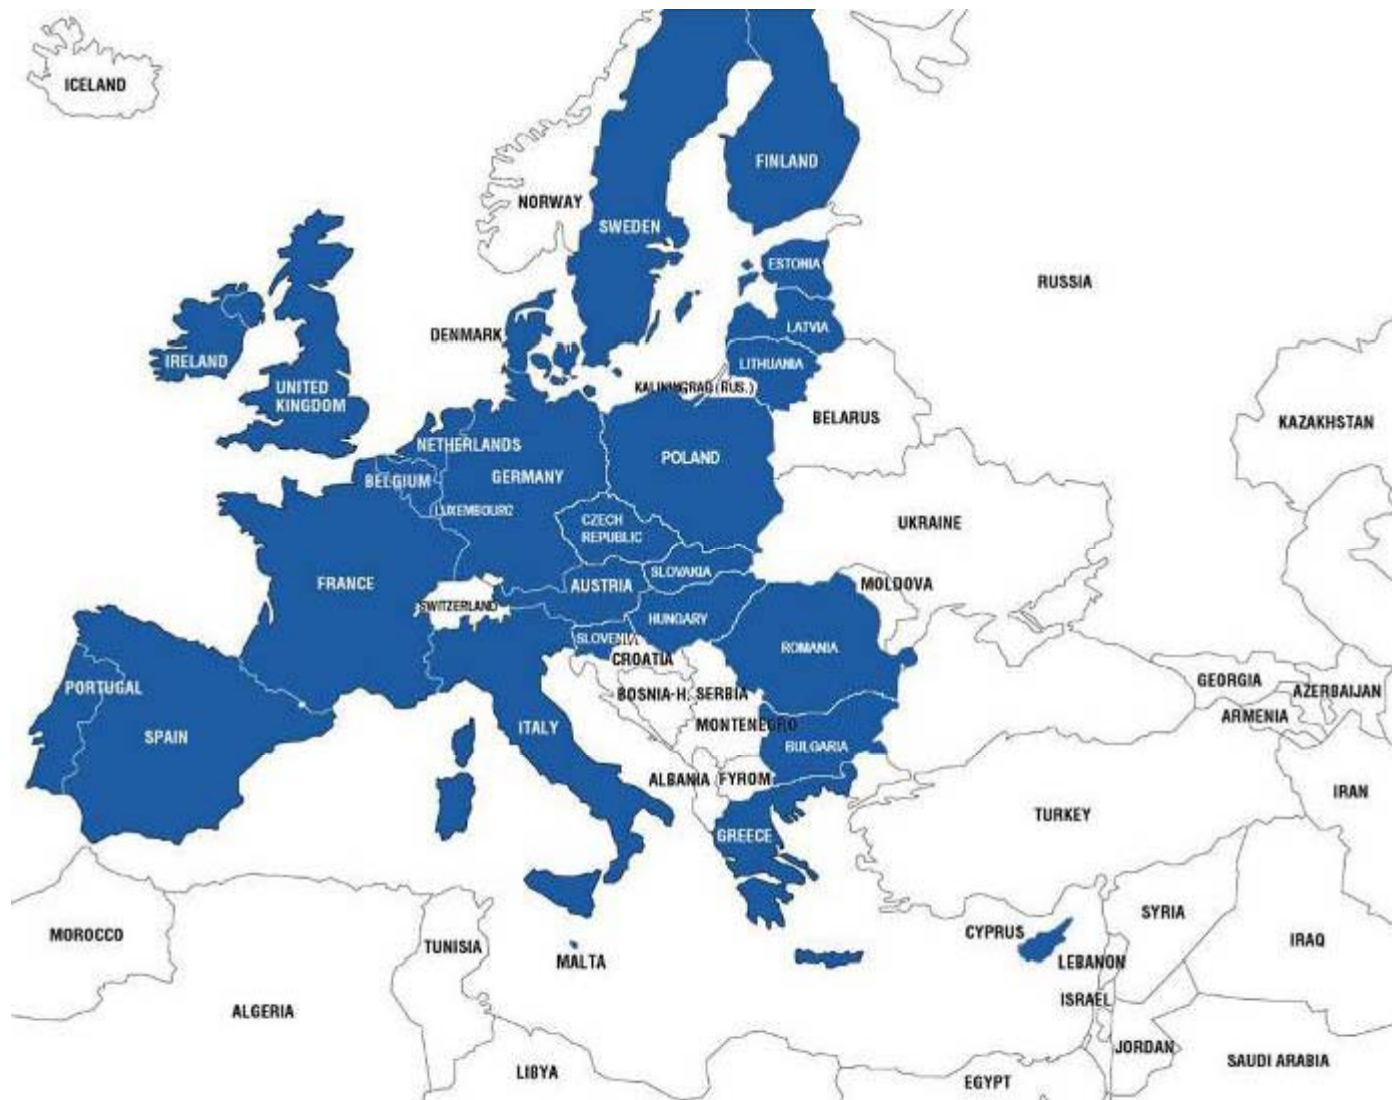 ICELAND
FINLAND
NORWAY
SWEDEN
ESTONIA
RUSSIA
LATVIA
DENMARK
IRELAND
LITHUANIA
UNITED
KINGDOM
KALININGRAD (RUS.)
BELARUS
KAZAKHSTAN
NETHERLANDS
POLAND
BELGIUM
GERMANY
LUXEMBOURG
CZECH
REPUBLIC
UKRAINE
SLOVAKIA
FRANCE
AUSTRIA
MOLDOVA
SWITZERLAND
HUNGARY
SLOVENIA
ROMANIA
CROATIA
PORTUGAL
BOSNIA-H.
SERBIA
GEORGIA
AZERBAIJAN
ARMENIA
SPAIN
ITALY
MONTENEGRO
BULGARIA
ALBANIA
FYROM
IRAN
TURKEY
GREECE
SYRIA
MOROCCO
TUNISIA
CYPRUS
IRAQ
MALTA
LEBANON
ISRAEL
ALGERIA
JORDAN
SAUDI ARABIA
LIBYA
EGYPT